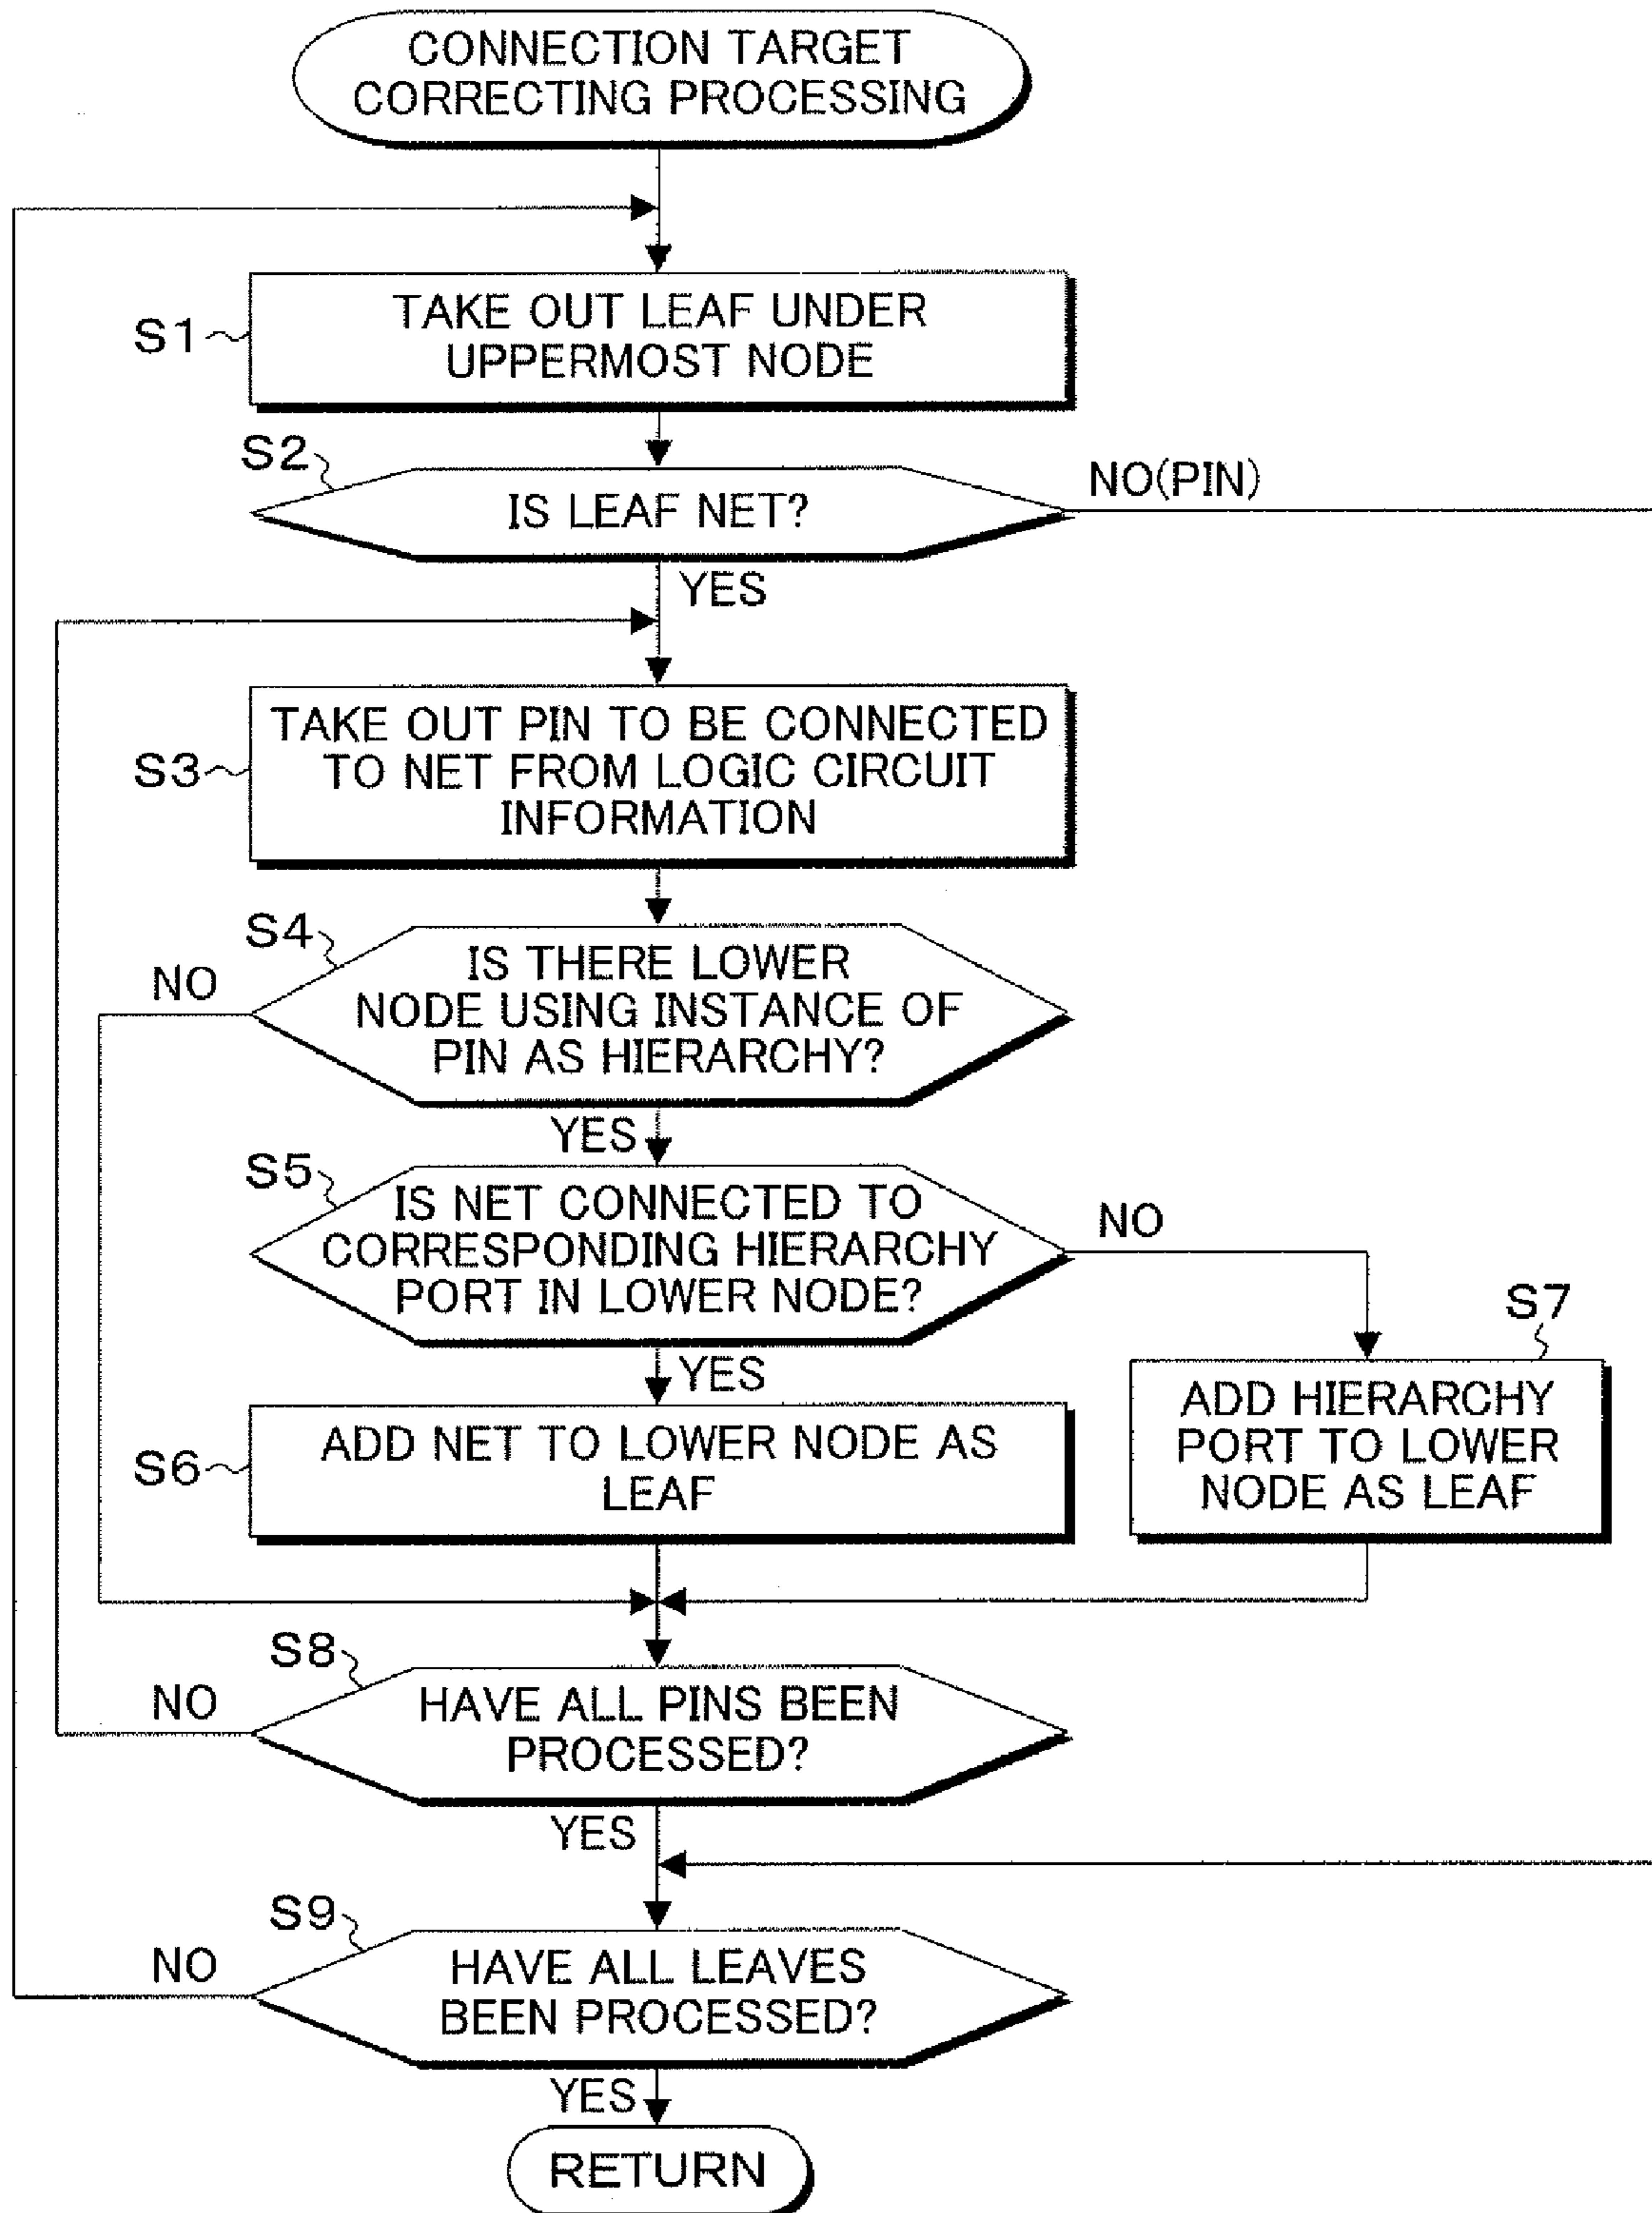 CONNECTION TARGET
CORRECTING PROCESSING
S1
TAKE OUT LEAF UNDER
UPPERMOST NODE
S2
IS LEAF NET?
NO(PIN)
YES
S3
TAKE OUT PIN TO BE CONNECTED
TO NET FROM LOGIC CIRCUIT
INFORMATION
S4
NO
IS THERE LOWER
NODE USING INSTANCE OF
PIN AS HIERARCHY?
YES
S5
IS NET CONNECTED TO
CORRESPONDING HIERARCHY
PORT IN LOWER NODE?
NO
YES
S7
ADD HIERARCHY
PORT TO LOWER
NODE AS LEAF
S6
ADD NET TO LOWER NODE AS
LEAF
S8
NO
HAVE ALL PINS BEEN
PROCESSED?
YES
S9
NO
HAVE ALL LEAVES
BEEN PROCESSED?
YES
RETURN